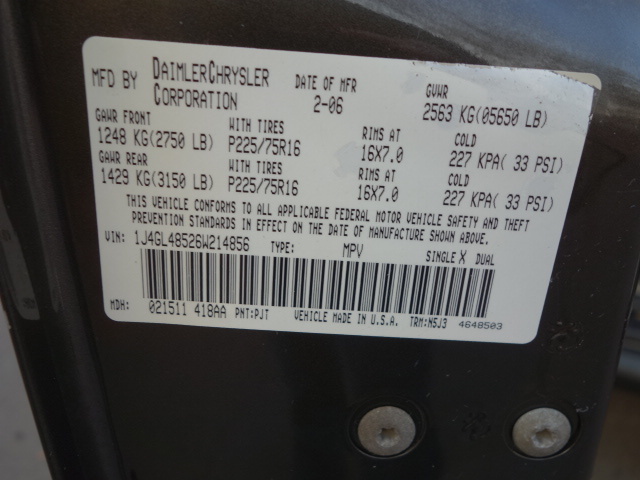 MFD BY DAIMLERCHRYSLER CORPORATION DATE OF MFR 2-06 GVWR 2563 KG(05650 LB)
GAWR FRONT WITH TIRES RIMS AT COLD
1248 KG(2750 LB) P225/75R16 16X7.0 227 KPA( 33 PSI)
GAWR REAR WITH TIRES RIMS AT COLD
1429 KG(3150 LB) P225/75R16 16X7.0 227 KPA( 33 PSI)
THIS VEHICLE CONFORMS TO ALL APPLICABLE FEDERAL MOTOR VEHICLE SAFETY AND THEFT
PREVENTION STANDARDS IN EFFECT ON THE DATE OF MANUFACTURE SHOWN ABOVE.
VIN: 1J4GL48526W214856 TYPE: MPV SINGLE X DUAL
MDH: 021511 418AA PNT:PJT VEHICLE MADE IN U.S.A. TRM:N5J3 4648503